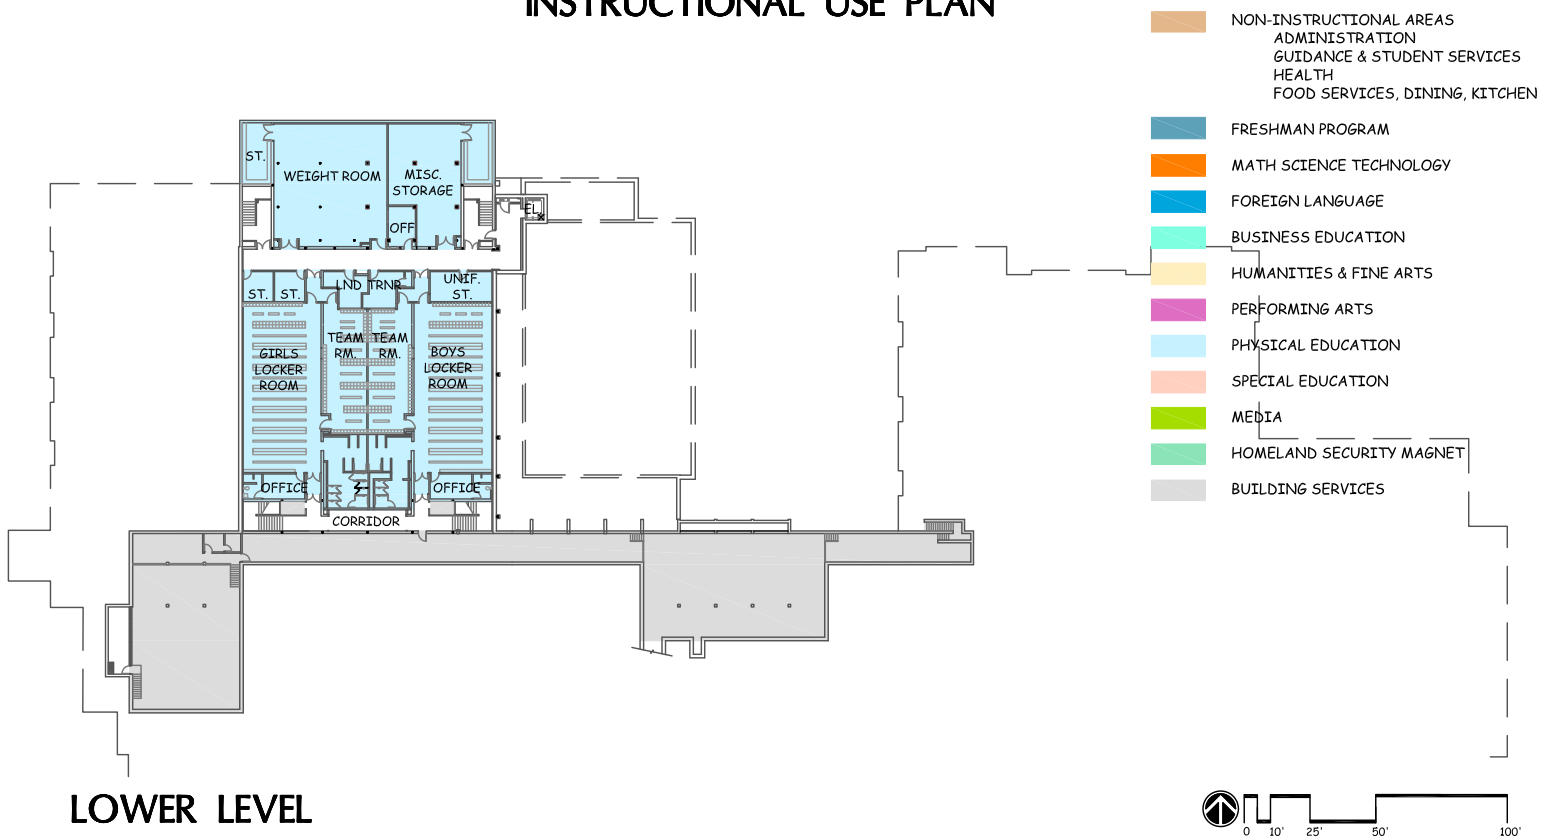 INSTRUCTIONAL USE PLAN
NON-INSTRUCTIONAL AREAS
ADMINISTRATION
GUIDANCE & STUDENT SERVICES
HEALTH
FOOD SERVICES, DINING, KITCHEN
FRESHMAN PROGRAM
MATH SCIENCE TECHNOLOGY
FOREIGN LANGUAGE
BUSINESS EDUCATION
HUMANITIES & FINE ARTS
PERFORMING ARTS
PHYSICAL EDUCATION
SPECIAL EDUCATION
MEDIA
HOMELAND SECURITY MAGNET
BUILDING SERVICES
ST.
WEIGHT ROOM
MISC.
STORAGE
OFF
EL.
ST.
ST.
LND
TRNR
UNIF.
ST.
GIRLS
LOCKER
ROOM
TEAM
RM.
TEAM
RM.
BOYS
LOCKER
ROOM
OFFICE
OFFICE
CORRIDOR
LOWER LEVEL
0 10' 25' 50' 100'